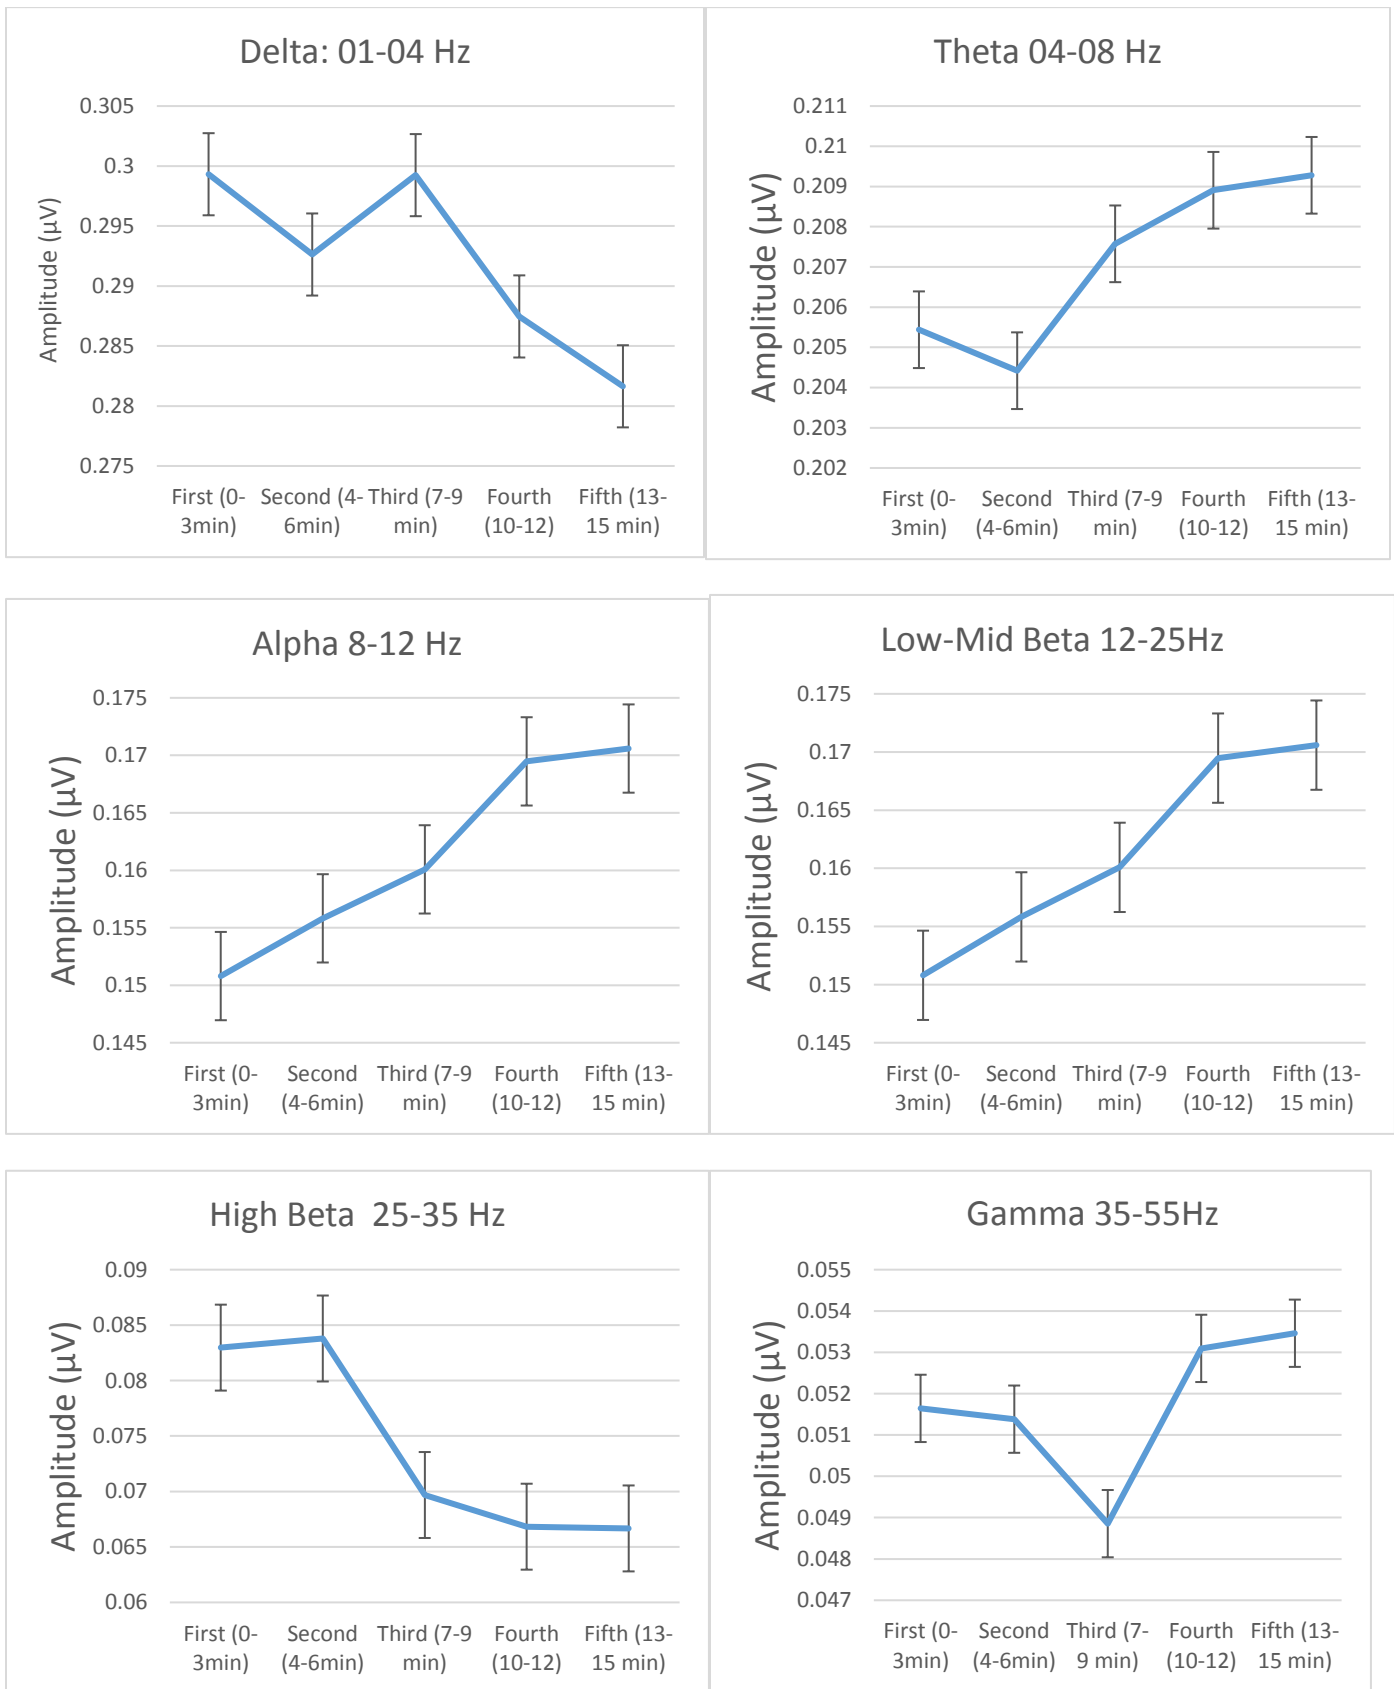 Delta: 01-04 Hz
Amplitude (µV)
0.305
0.3
0.295
0.29
0.285
0.28
0.275
First (0-
3min)
Second (4-
6min)
Third (7-9
min)
Fourth
(10-12)
Fifth (13-
15 min)
Theta 04-08 Hz
Amplitude (µV)
0.211
0.21
0.209
0.208
0.207
0.206
0.205
0.204
0.203
0.202
First (0-
3min)
Second
(4-6min)
Third (7-9
min)
Fourth
(10-12)
Fifth (13-
15 min)
Alpha 8-12 Hz
Amplitude (µV)
0.175
0.17
0.165
0.16
0.155
0.15
0.145
First (0-
3min)
Second
(4-6min)
Third (7-9
min)
Fourth
(10-12)
Fifth (13-
15 min)
Low-Mid Beta 12-25Hz
Amplitude (µV)
0.175
0.17
0.165
0.16
0.155
0.15
0.145
First (0-
3min)
Second
(4-6min)
Third (7-9
min)
Fourth
(10-12)
Fifth (13-
15 min)
High Beta  25-35 Hz
Amplitude (µV)
0.09
0.085
0.08
0.075
0.07
0.065
0.06
First (0-
3min)
Second
(4-6min)
Third (7-9
min)
Fourth
(10-12)
Fifth (13-
15 min)
Gamma 35-55Hz
Amplitude (µV)
0.055
0.054
0.053
0.052
0.051
0.05
0.049
0.048
0.047
First (0-
3min)
Second
(4-6min)
Third (7-
9 min)
Fourth
(10-12)
Fifth (13-
15 min)